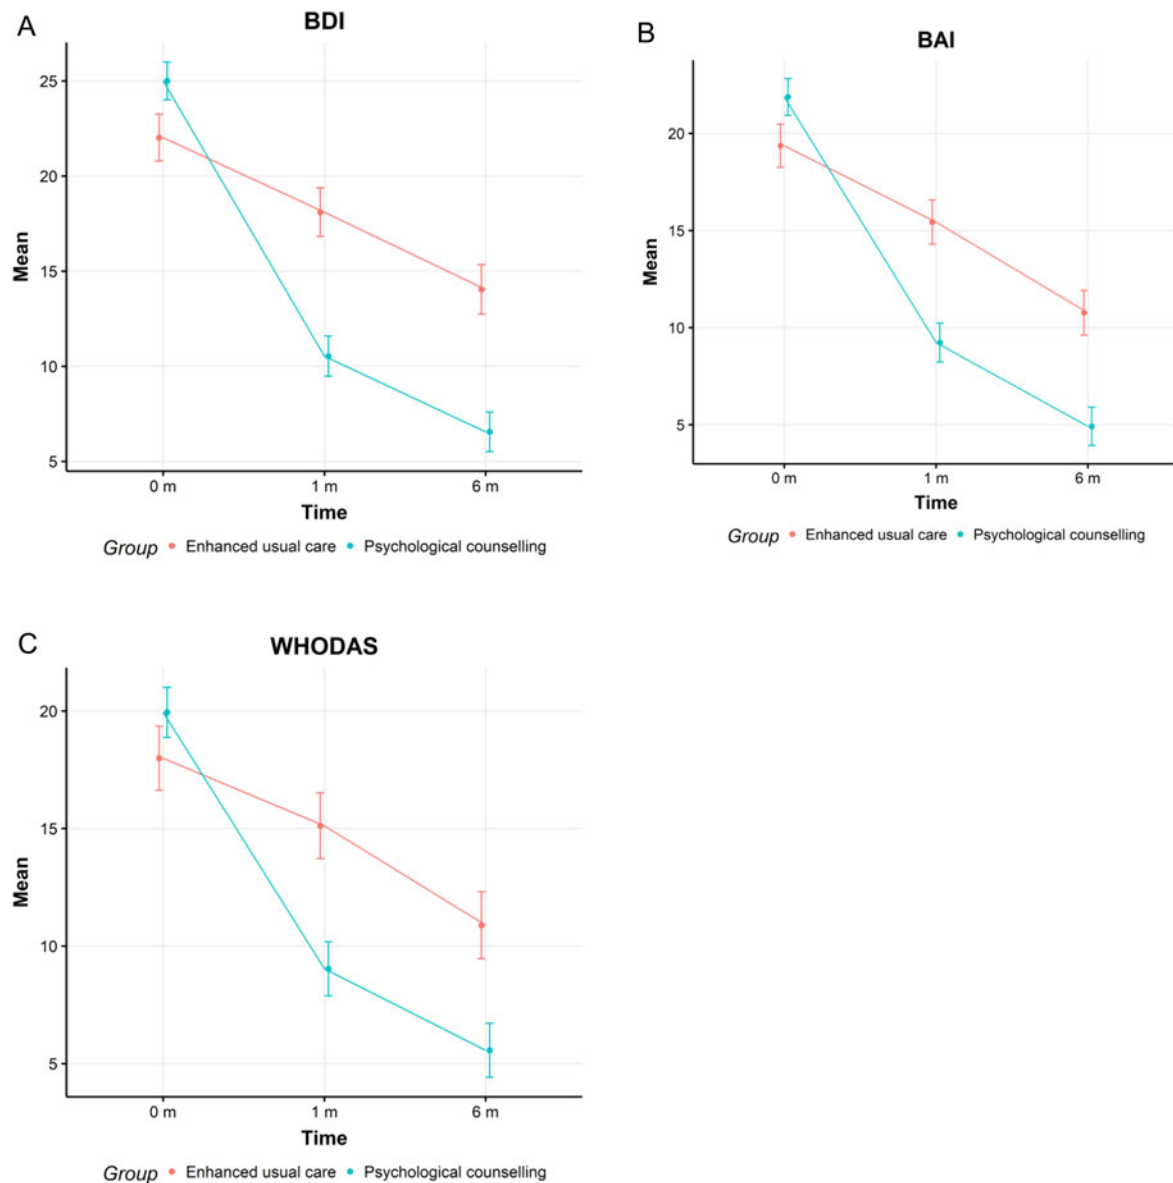 A
BDI
25
20
15
10
5
Mean
0 m 1 m 6 m
Time
Group Enhanced usual care Psychological counselling
B
BAI
20
15
10
5
Mean
0 m 1 m 6 m
Time
Group Enhanced usual care Psychological counselling
C
WHODAS
20
15
10
5
Mean
0 m 1 m 6 m
Time
Group Enhanced usual care Psychological counselling